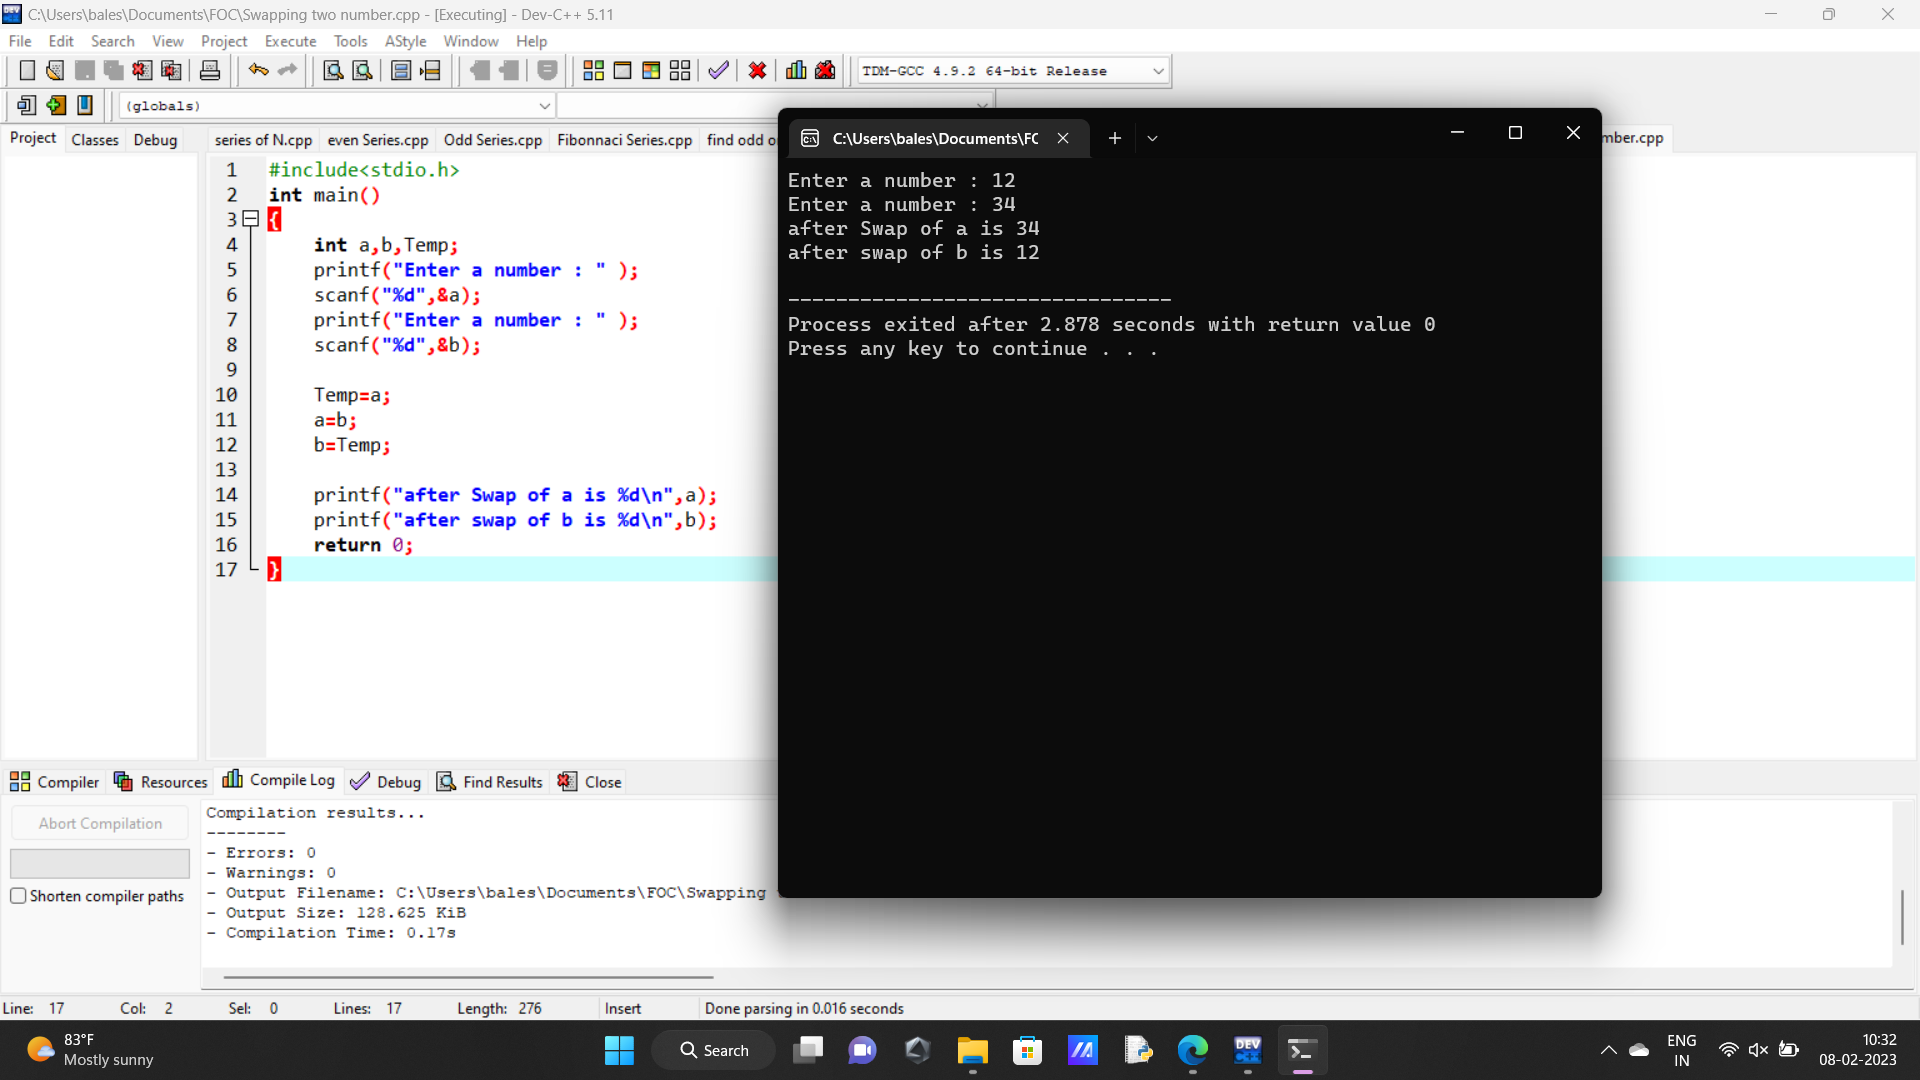 C:\Users\bales\Documents\FOC\Swapping two number.cpp - [Executing] - Dev-C++ 5.11
File Edit Search View Project Execute Tools AStyle Window Help
TDM-GCC 4.9.2 64-bit Release
(globals)
Project Classes Debug
series of N.cpp even Series.cpp Odd Series.cpp Fibonnaci Series.cpp find odd o mber.cpp
1 #include<stdio.h>
2 int main()
3 {
4 int a,b,Temp;
5 printf("Enter a number : " );
6 scanf("%d",&a);
7 printf("Enter a number : " );
8 scanf("%d",&b);
9
10 Temp=a;
11 a=b;
12 b=Temp;
13
14 printf("after Swap of a is %d\n",a);
15 printf("after swap of b is %d\n",b);
16 return 0;
17 }
C:\Users\bales\Documents\FC
Enter a number : 12
Enter a number : 34
after Swap of a is 34
after swap of b is 12
--------------------------------
Process exited after 2.878 seconds with return value 0
Press any key to continue . . .
Compiler Resources Compile Log Debug Find Results Close
Abort Compilation
Shorten compiler paths
Compilation results...
--------
- Errors: 0
- Warnings: 0
- Output Filename: C:\Users\bales\Documents\FOC\Swapping
- Output Size: 128.625 KiB
- Compilation Time: 0.17s
Line: 17 Col: 2 Sel: 0 Lines: 17 Length: 276 Insert Done parsing in 0.016 seconds
83°F
Mostly sunny
Search
DEV
C++
ENG
IN
10:32
08-02-2023